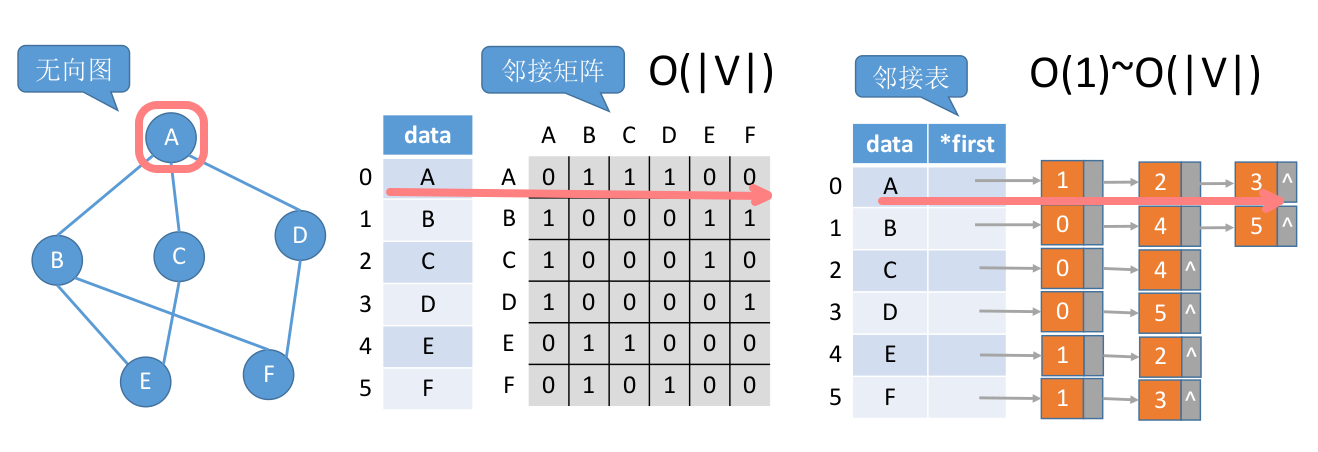 无向图
A
B
C
D
E
F
邻接矩阵
O(|V|)
data
0 A
1 B
2 C
3 D
4 E
5 F
A B C D E F
A 0 1 1 1 0 0
B 1 0 0 0 1 1
C 1 0 0 0 1 0
D 1 0 0 0 0 1
E 0 1 1 0 0 0
F 0 1 0 1 0 0
邻接表
O(1)~O(|V|)
data *first
0 A 1 2 3 ^
1 B 0 4 5 ^
2 C 0 4 ^
3 D 0 5 ^
4 E 1 2 ^
5 F 1 3 ^